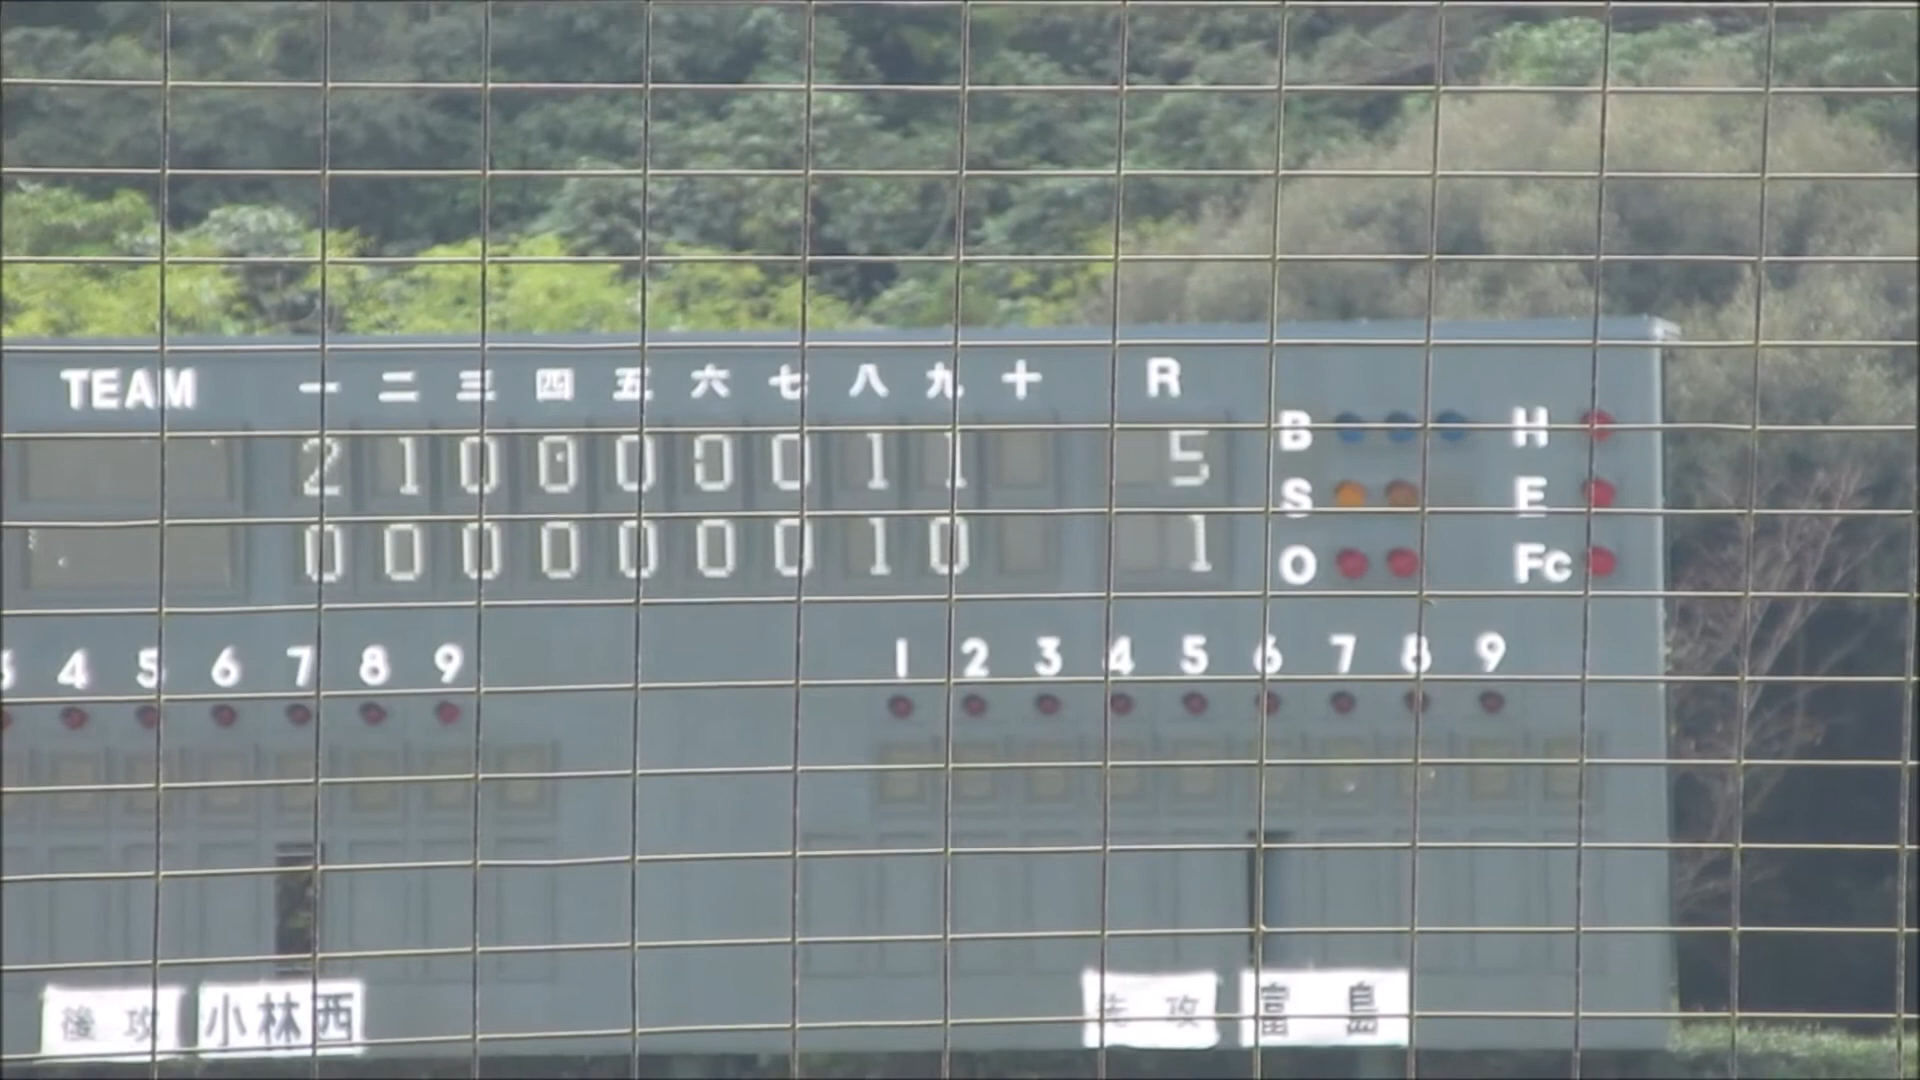 TEAM 一 二 三 四 五 六 七 八 九 十 R
2 1 0 0 0 0 0 1 1 5
0 0 0 0 0 0 0 1 0 1
B H
S E
O Fc
4 5 6 7 8 9
1 2 3 4 5 6 7 8 9
後攻 小林西
先攻 富島